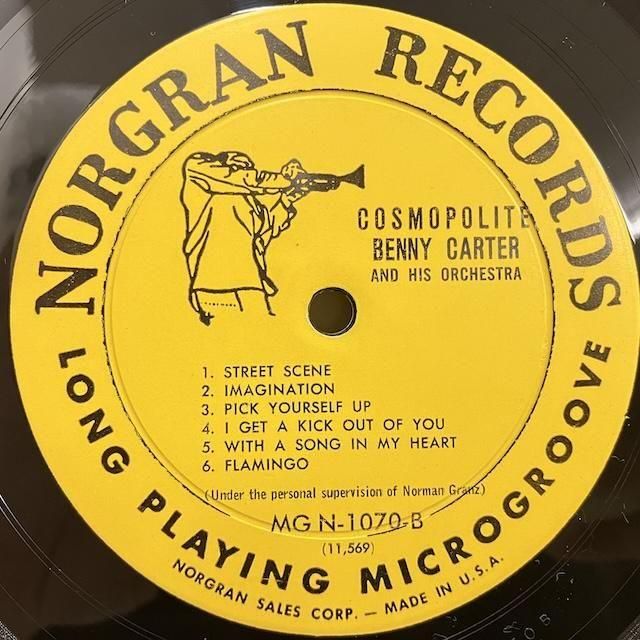 NORGRAN RECORDS
COSMOPOLITE
BENNY CARTER
AND HIS ORCHESTRA
1. STREET SCENE
2. IMAGINATION
3. PICK YOURSELF UP
4. I GET A KICK OUT OF YOU
5. WITH A SONG IN MY HEART
6. FLAMINGO
(Under the personal supervision of Norman Granz)
MG N-1070-B
(11,569)
LONG PLAYING MICROGROOVE
NORGRAN SALES CORP. — MADE IN U.S.A.